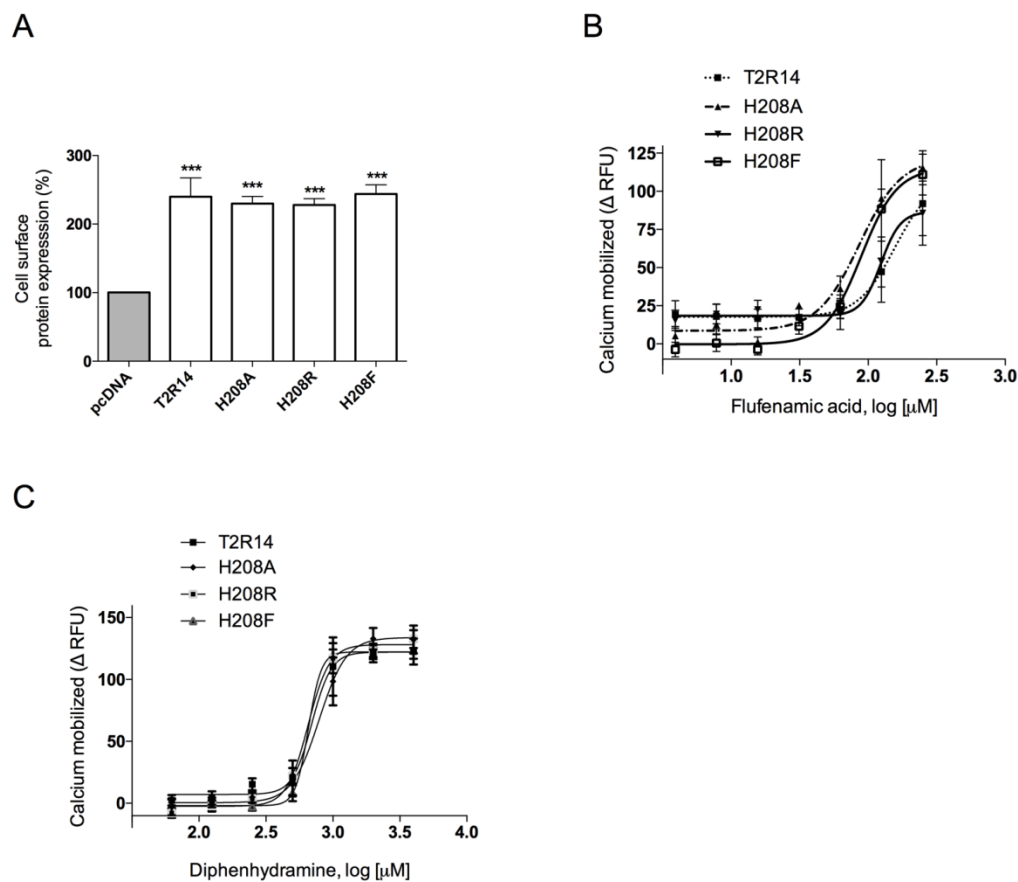 A
B
T2R14
H208A
H208R
H208F
Cell surface
protein expresssion (%)
300
200
100
0
***
***
***
***
pcDNA
T2R14
H208A
H208R
H208F
Calcium mobilized (Δ RFU)
125
100
75
50
25
0
1.0
1.5
2.0
2.5
3.0
Flufenamic acid, log [μM]
C
T2R14
H208A
H208R
H208F
Calcium mobilized (Δ RFU)
150
100
50
0
2.0
2.5
3.0
3.5
4.0
Diphenhydramine, log [μM]